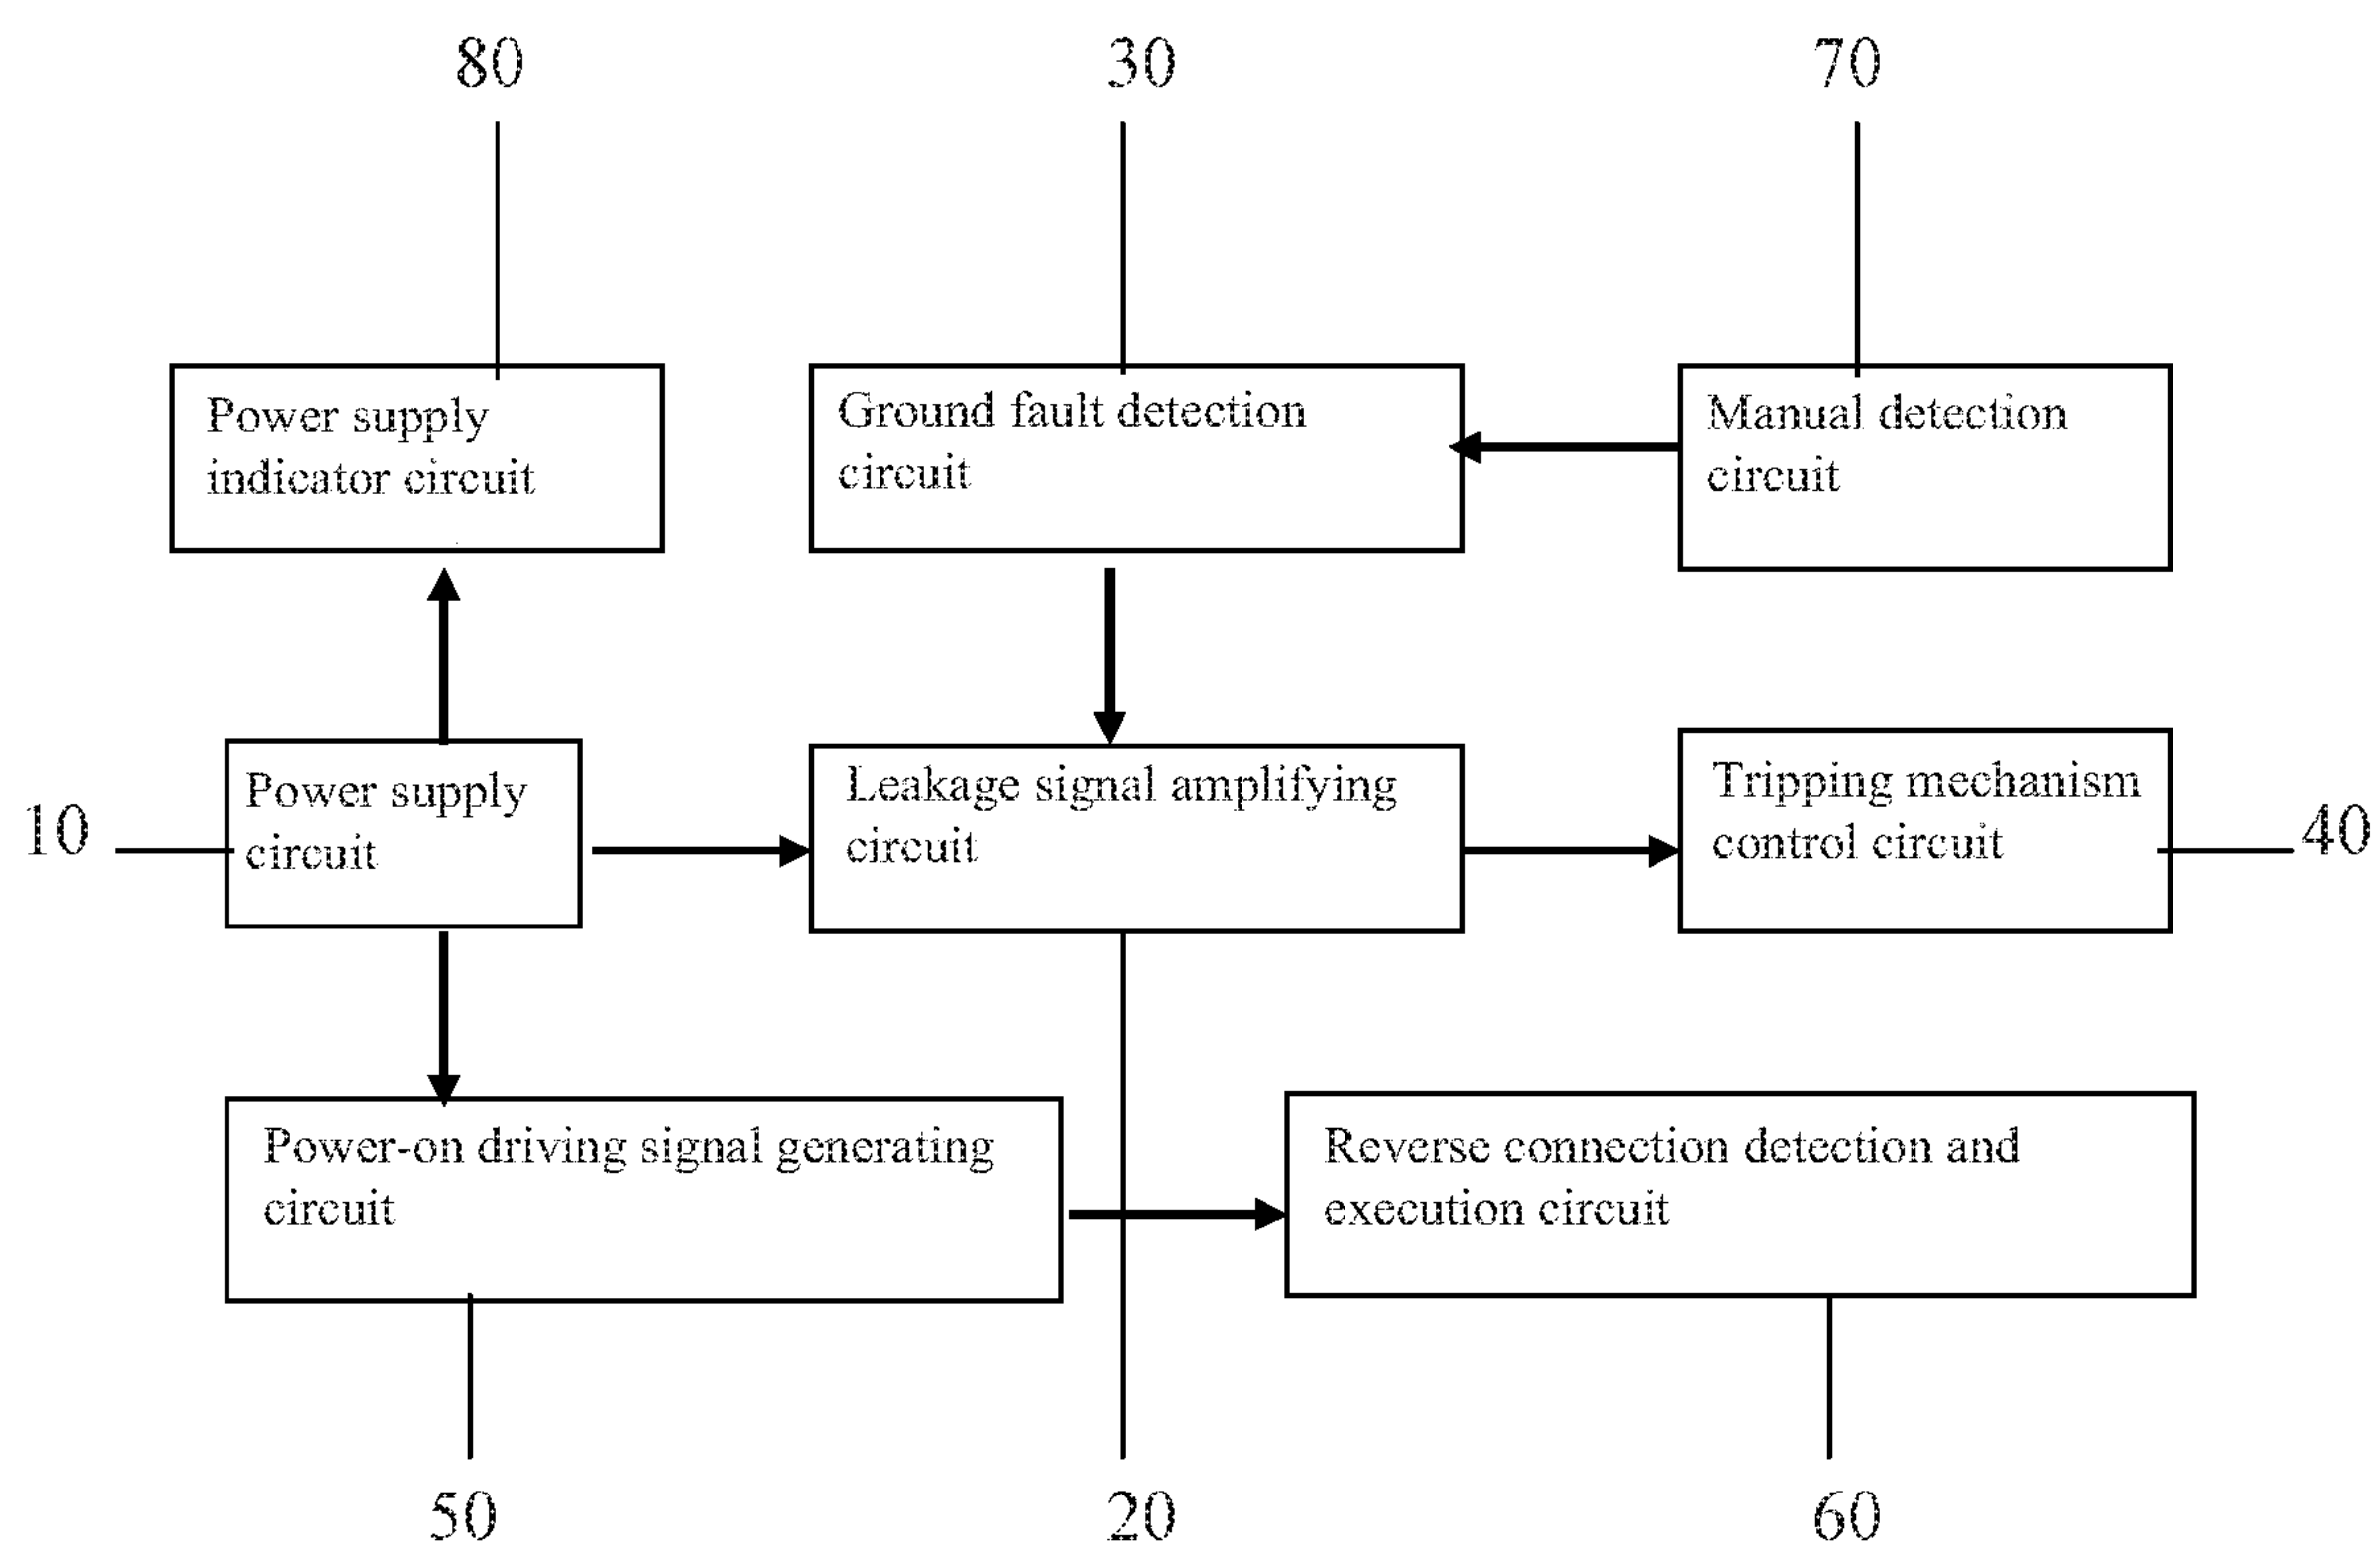 80
30
70
Power supply
indicator circuit
Ground fault detection
circuit
Manual detection
circuit
10
Power supply
circuit
Leakage signal amplifying
circuit
Tripping mechanism
control circuit
40
Power-on driving signal generating
circuit
Reverse connection detection and
execution circuit
50
20
60